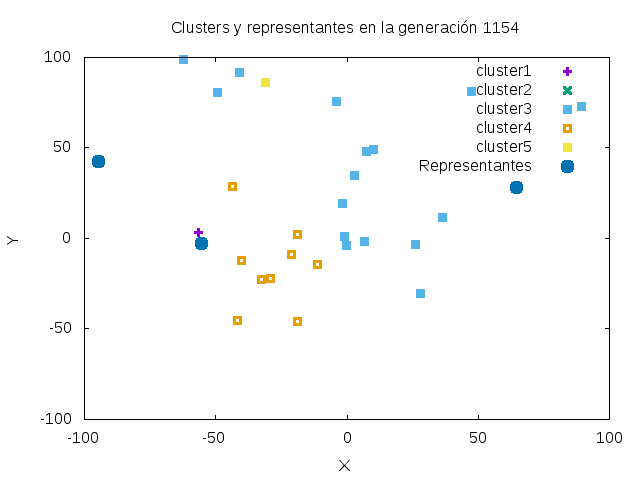 Clusters y representantes en la generación 1154
100
50
0
-50
-100
-100 -50 0 50 100
Y
X
cluster1
cluster2
cluster3
cluster4
cluster5
Representantes